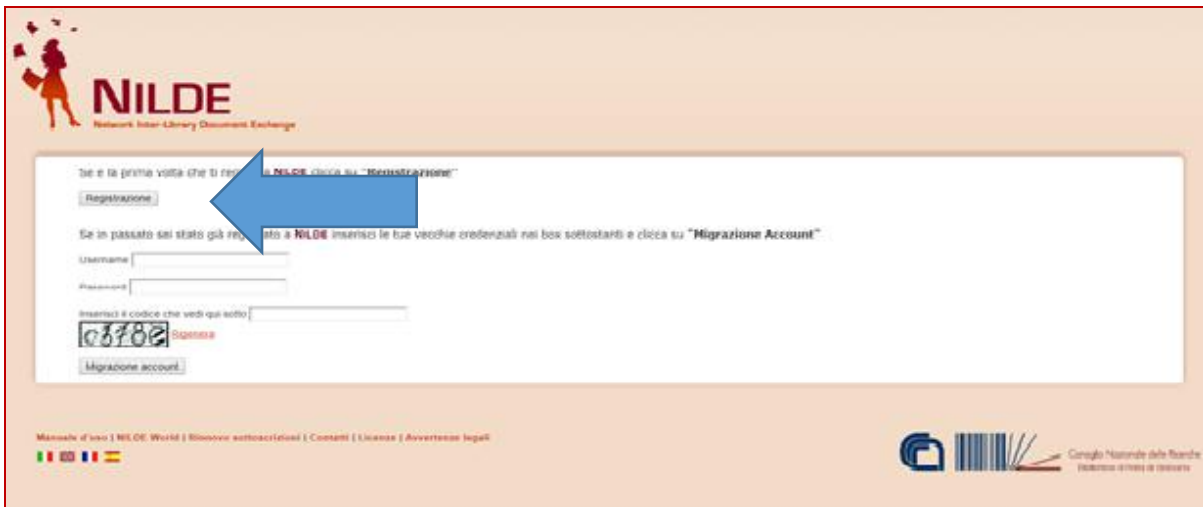 NILDE
Network Inter-Library Document Exchange
Se è la prima volta che ti NILDE clicca su "Registrazione"
Registrazione
Se in passato sei stato già a NILDE inserisci le tue vecchie credenziali nei box sottostanti e clicca su "Migrazione Account"
Username
Password
Inserisci il codice che vedi qui sotto
Rigenera
Migrazione account
Manuale d'uso | NILDE World | Rinnovo sottoscrizioni | Contatti | Licenze | Avvertenze legali
Consiglio Nazionale delle Ricerche